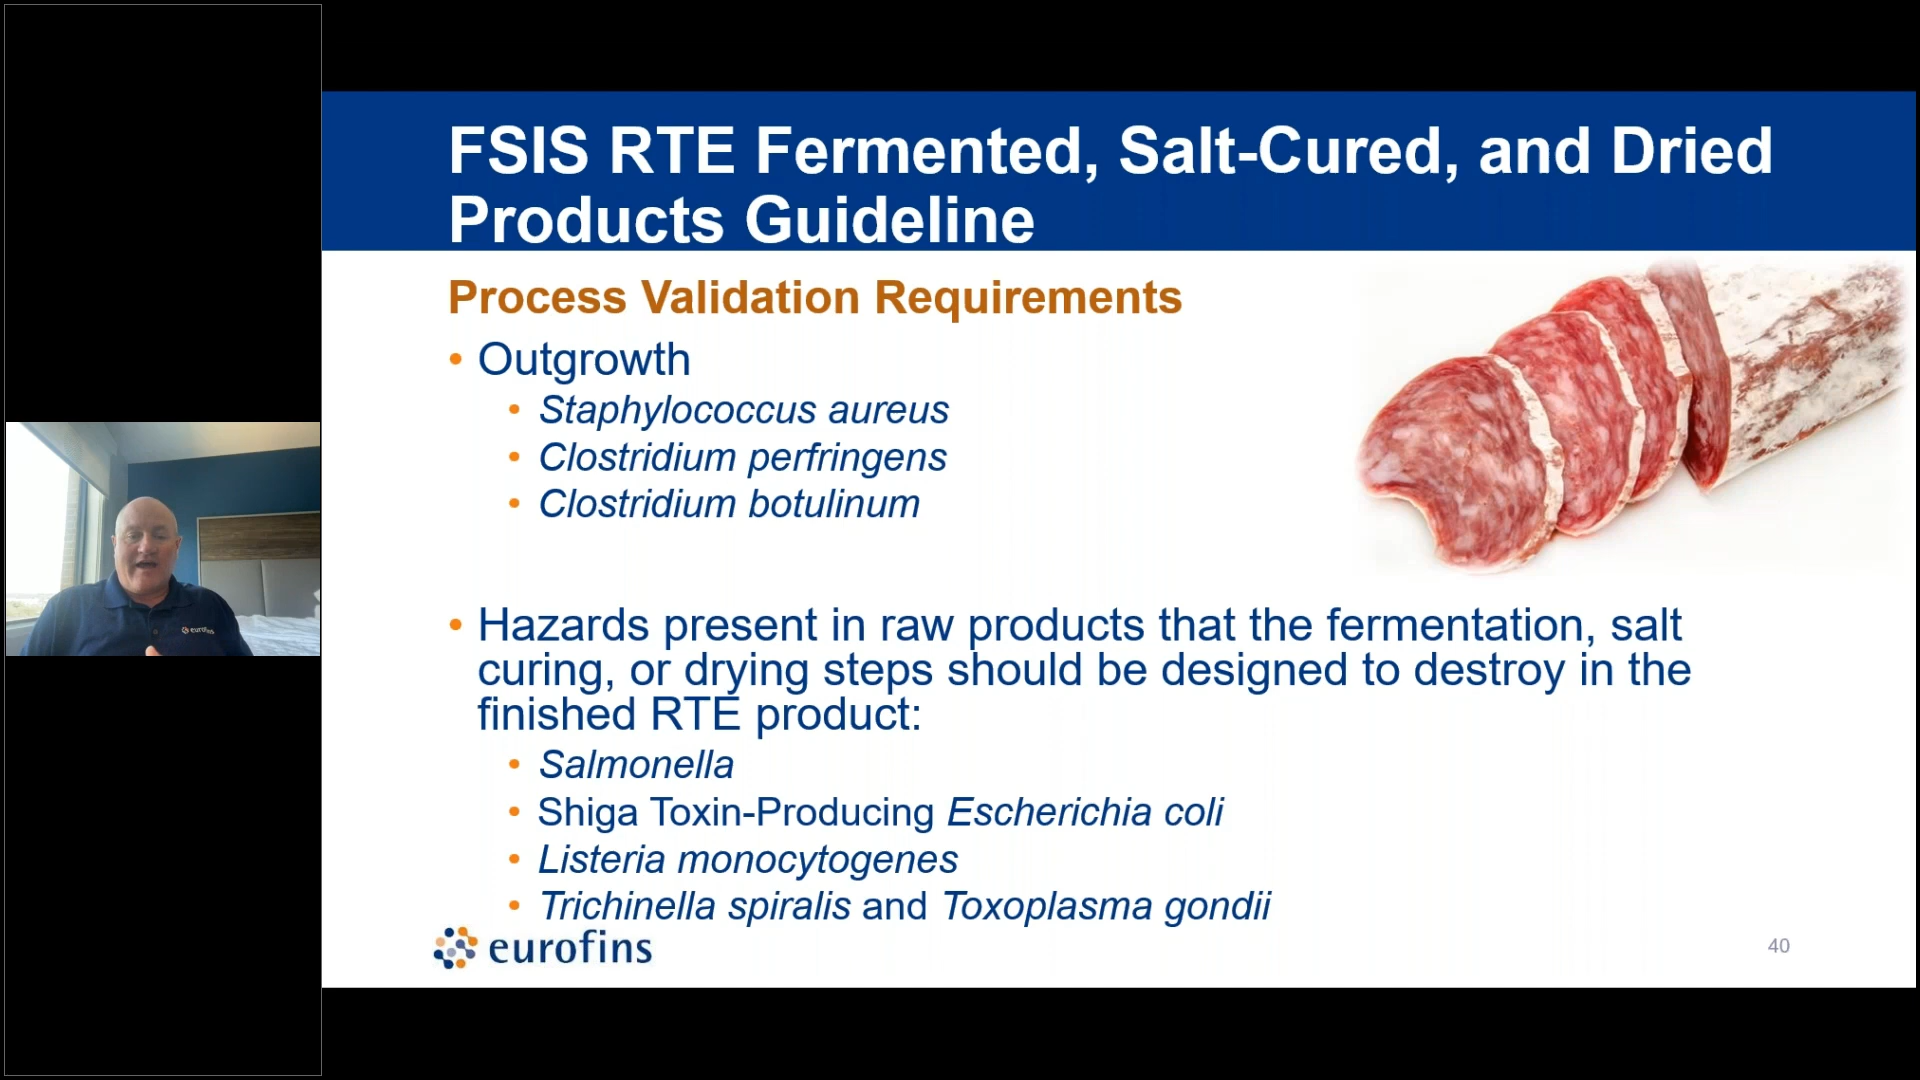 FSIS RTE Fermented, Salt-Cured, and Dried
Products Guideline
Process Validation Requirements
• Outgrowth
• Staphylococcus aureus
• Clostridium perfringens
• Clostridium botulinum
• Hazards present in raw products that the fermentation, salt
curing, or drying steps should be designed to destroy in the
finished RTE product:
• Salmonella
• Shiga Toxin-Producing Escherichia coli
• Listeria monocytogenes
• Trichinella spiralis and Toxoplasma gondii
eurofins
40
eurofins